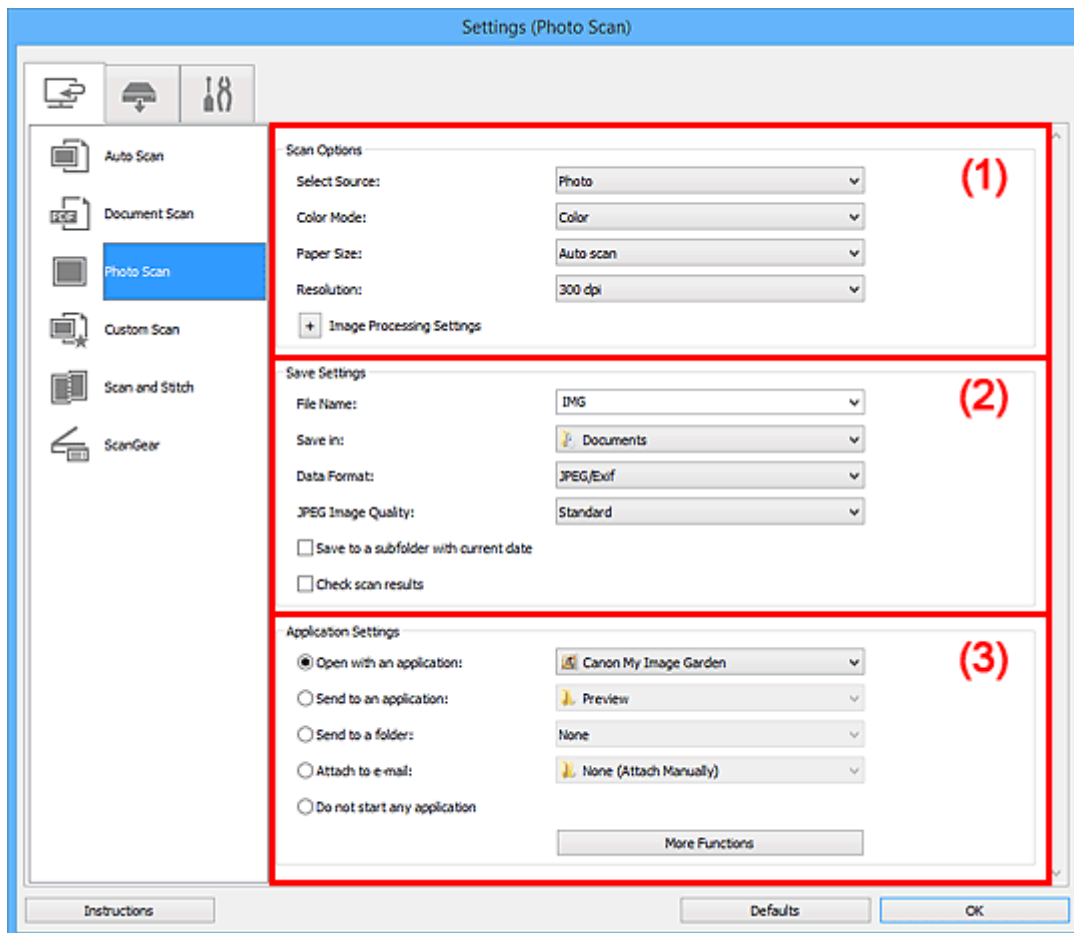 Settings (Photo Scan)
Auto Scan
PDF
Document Scan
Photo Scan
Custom Scan
Scan and Stitch
ScanGear
Scan Options
(1)
Select Source: Photo
Color Mode: Color
Paper Size: Auto scan
Resolution: 300 dpi
+ Image Processing Settings
Save Settings
(2)
File Name: IMG
Save in: Documents
Data Format: JPEG/Exif
JPEG Image Quality: Standard
Save to a subfolder with current date
Check scan results
Application Settings
(3)
Open with an application: Canon My Image Garden
Send to an application: Preview
Send to a folder: None
Attach to e-mail: None (Attach Manually)
Do not start any application
More Functions
Instructions Defaults OK